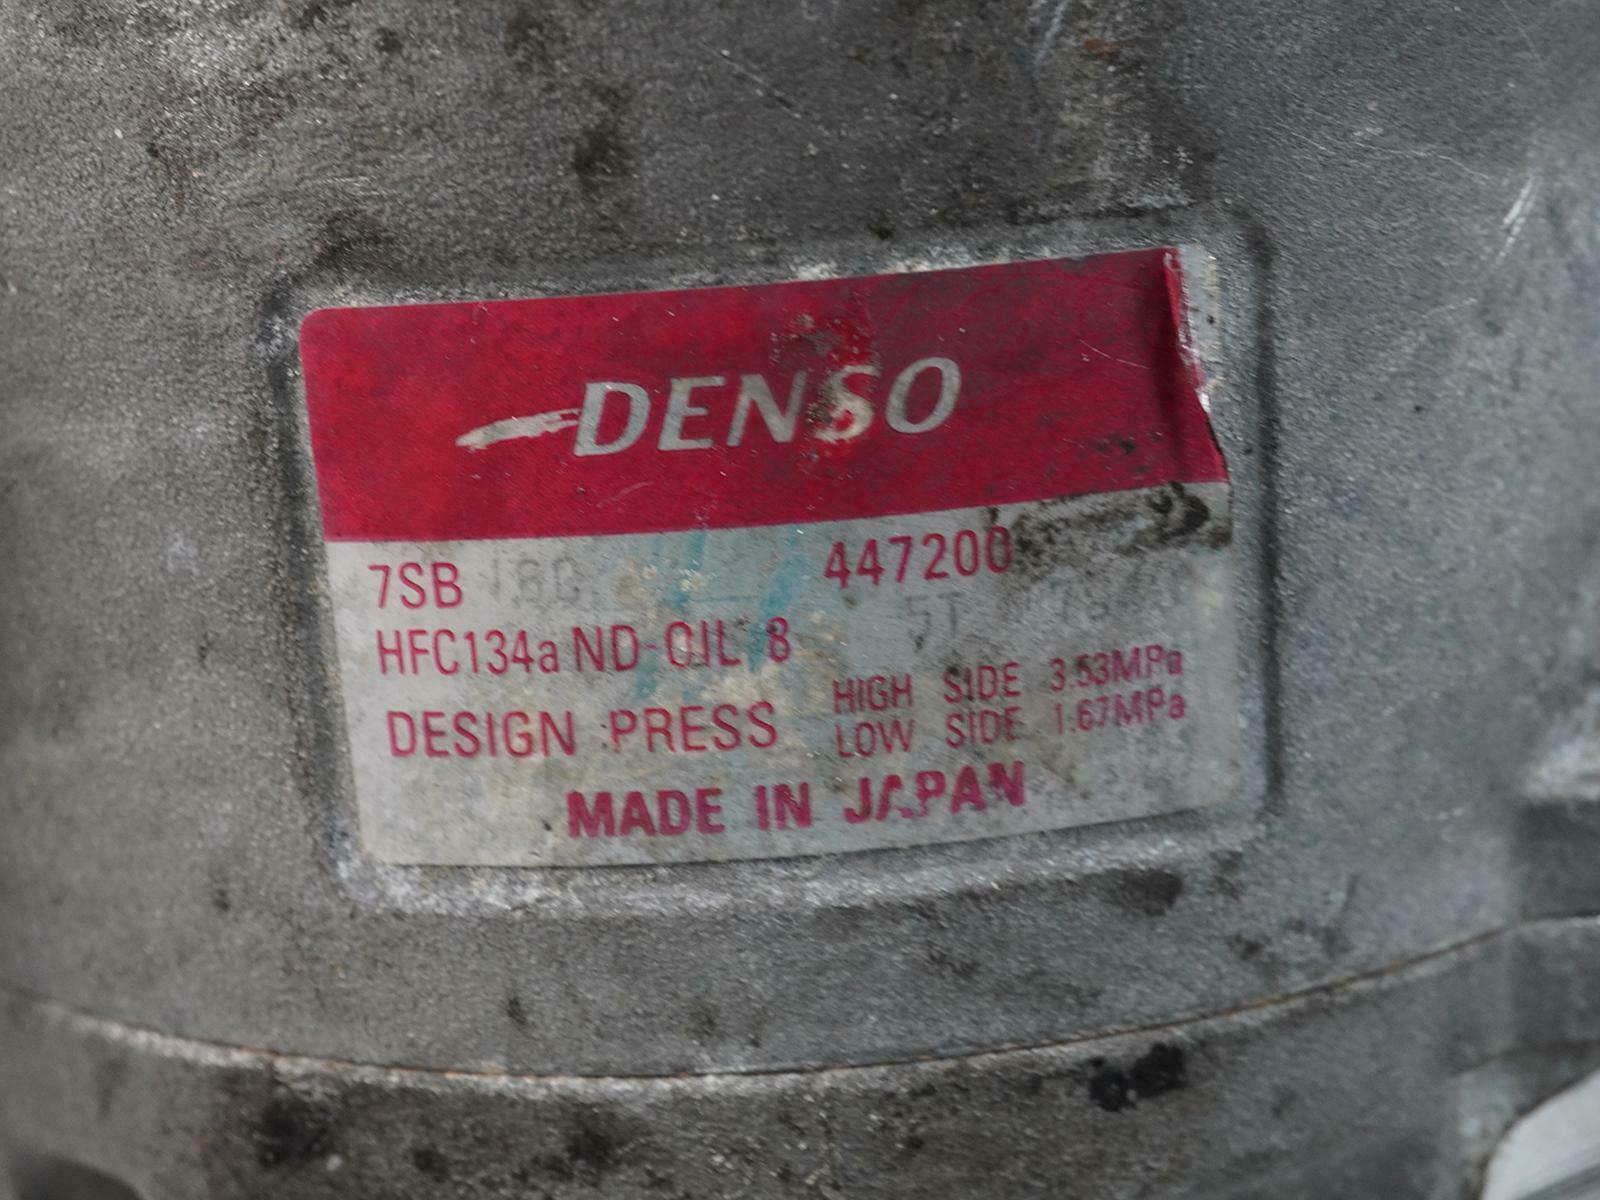 DENSO
7SB 447200
HFC134a ND-OIL 8
DESIGN PRESS HIGH SIDE 3.53MPa
LOW SIDE 1.67MPa
MADE IN JAPAN